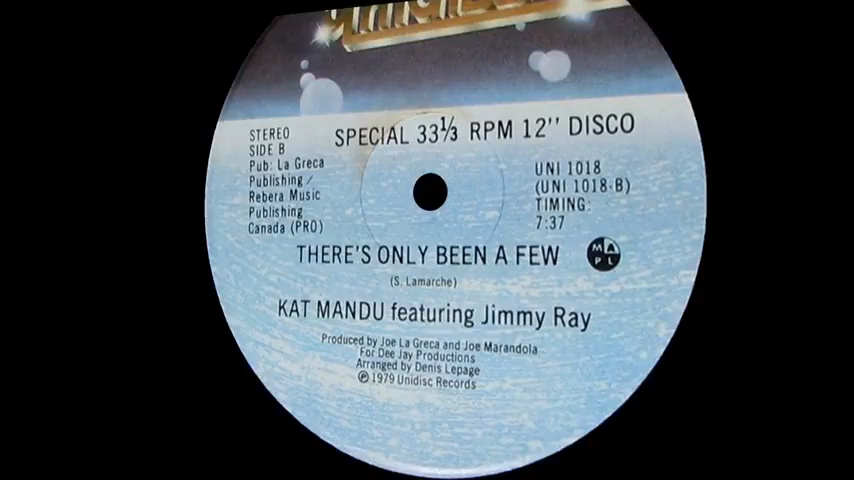 SPECIAL 33⅓ RPM 12'' DISCO
STEREO
SIDE B
Pub: La Greca
Publishing /
Rebera Music
Publishing
Canada (PRO)
UNI 1018
(UNI 1018-B)
TIMING:
7:37
THERE'S ONLY BEEN A FEW
M A
P L
(S. Lamarche)
KAT MANDU featuring Jimmy Ray
Produced by Joe La Greca and Joe Marandola
For Dee Jay Productions
Arranged by Denis Lepage
℗ 1979 Unidisc Records